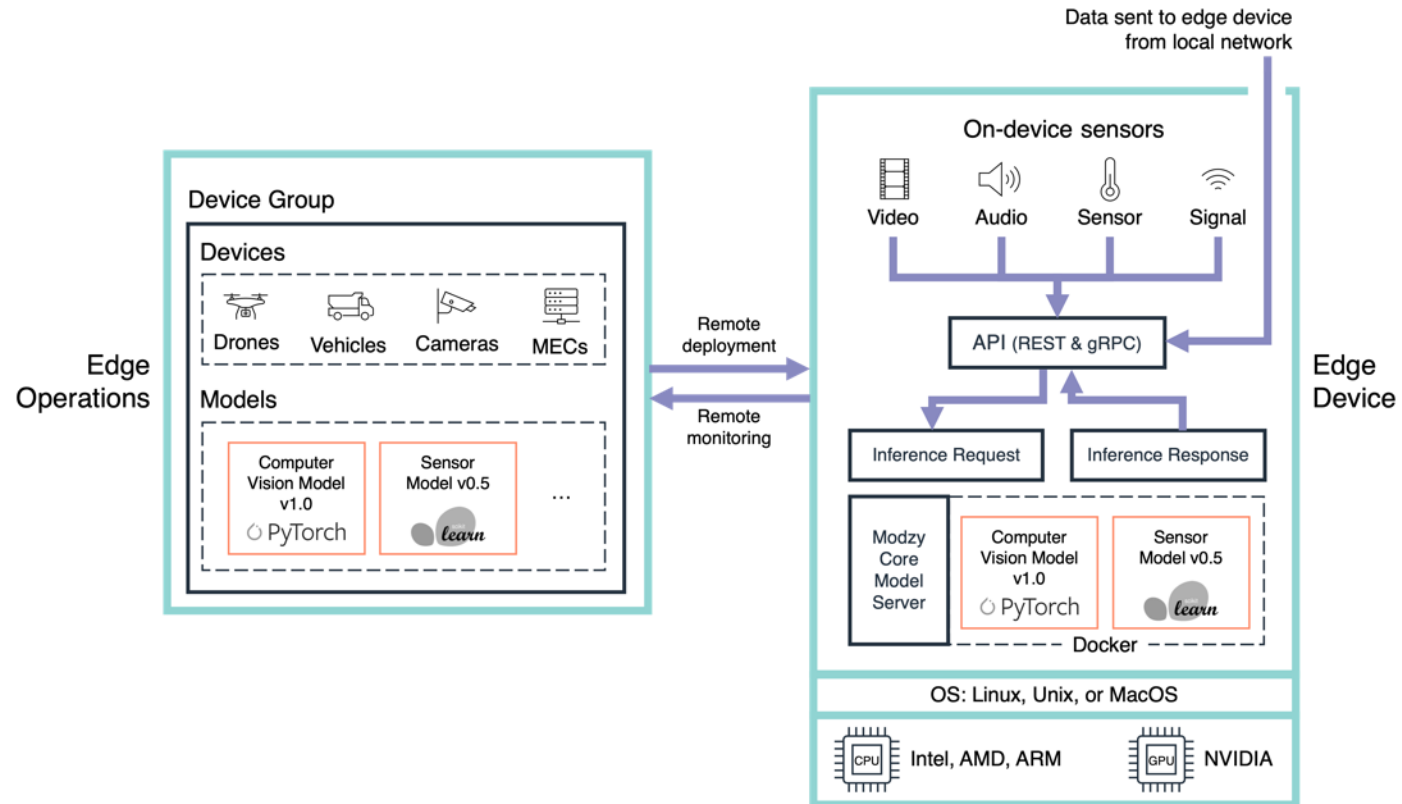 Data sent to edge device
from local network
Edge
Operations
Device Group
Devices
Drones
Vehicles
Cameras
MECs
Models
Computer
Vision Model
v1.0
PyTorch
Sensor
Model v0.5
learn
...
Remote
deployment
Remote
monitoring
On-device sensors
Video
Audio
Sensor
Signal
API (REST & gRPC)
Inference Request
Inference Response
Modzy
Core
Model
Server
Computer
Vision Model
v1.0
PyTorch
Sensor
Model v0.5
learn
Docker
OS: Linux, Unix, or MacOS
CPU
Intel, AMD, ARM
GPU
NVIDIA
Edge
Device